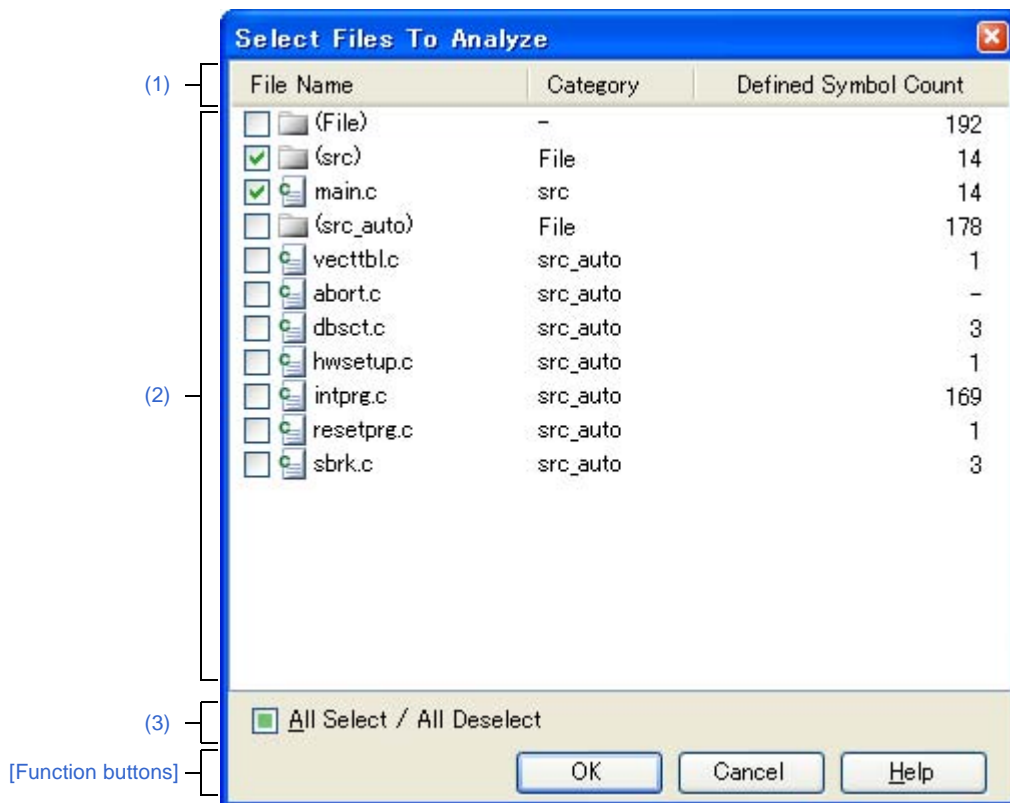 Select Files To Analyze
(1) File Name Category Defined Symbol Count
(File) - 192
(src) File 14
main.c src 14
(src_auto) File 178
vecttbl.c src_auto 1
abort.c src_auto -
dbsct.c src_auto 3
hwsetup.c src_auto 1
(2) intprg.c src_auto 169
resetprg.c src_auto 1
sbrk.c src_auto 3
(3) All Select / All Deselect
[Function buttons] OK Cancel Help